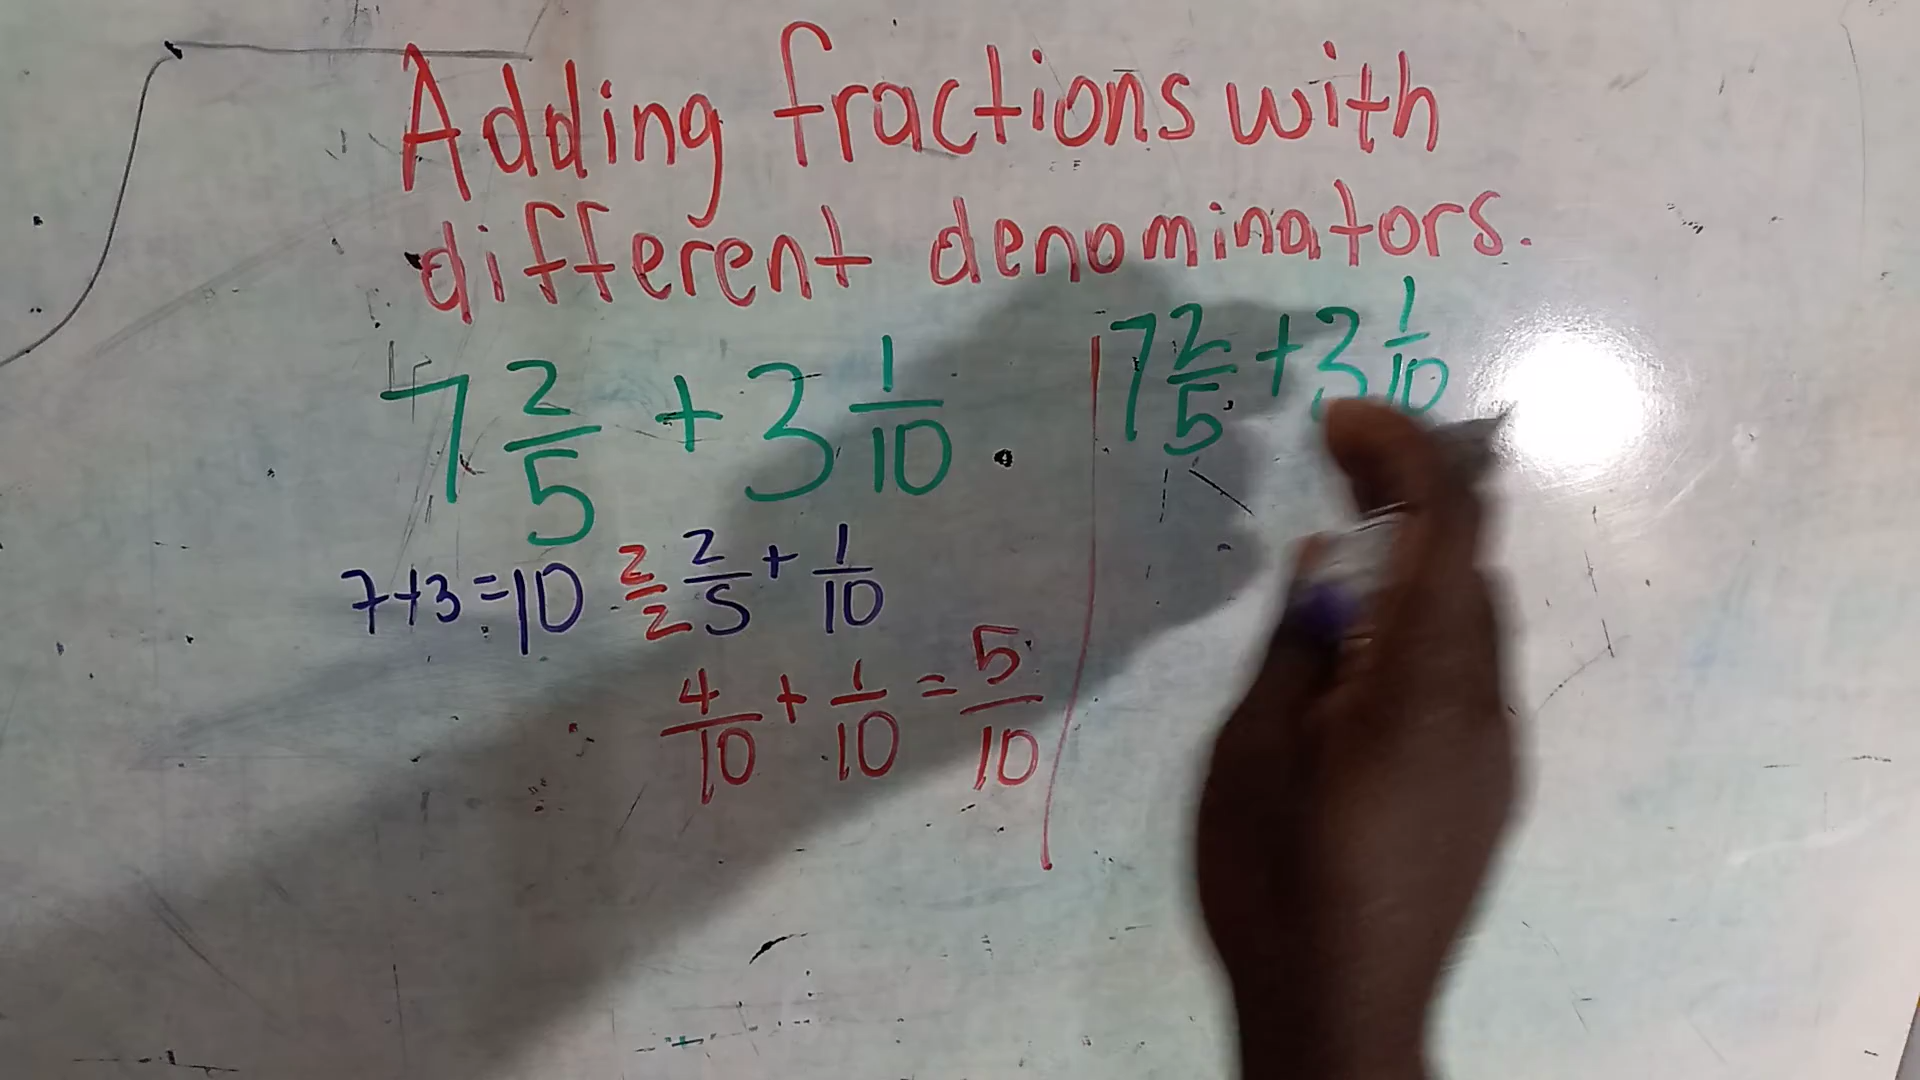 Adding fractions with
different denominators.
7 2/5 + 3 1/10
7+3=10 2/2 2/5 + 1/10
4/10 + 1/10 = 5/10
7 2/5 + 3 1/10